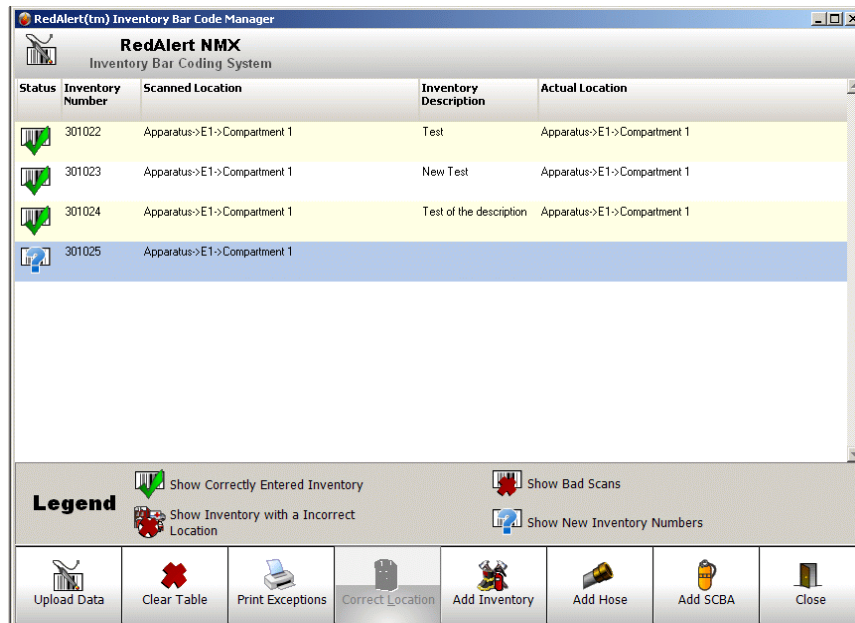 RedAlert(tm) Inventory Bar Code Manager
RedAlert NMX
Inventory Bar Coding System
Status Inventory Number Scanned Location Inventory Description Actual Location
301022 Apparatus->E1->Compartment 1 Test Apparatus->E1->Compartment 1
301023 Apparatus->E1->Compartment 1 New Test Apparatus->E1->Compartment 1
301024 Apparatus->E1->Compartment 1 Test of the description Apparatus->E1->Compartment 1
301025 Apparatus->E1->Compartment 1
Legend
Show Correctly Entered Inventory
Show Inventory with a Incorrect
Location
Show Bad Scans
Show New Inventory Numbers
Upload Data Clear Table Print Exceptions Correct Location Add Inventory Add Hose Add SCBA Close